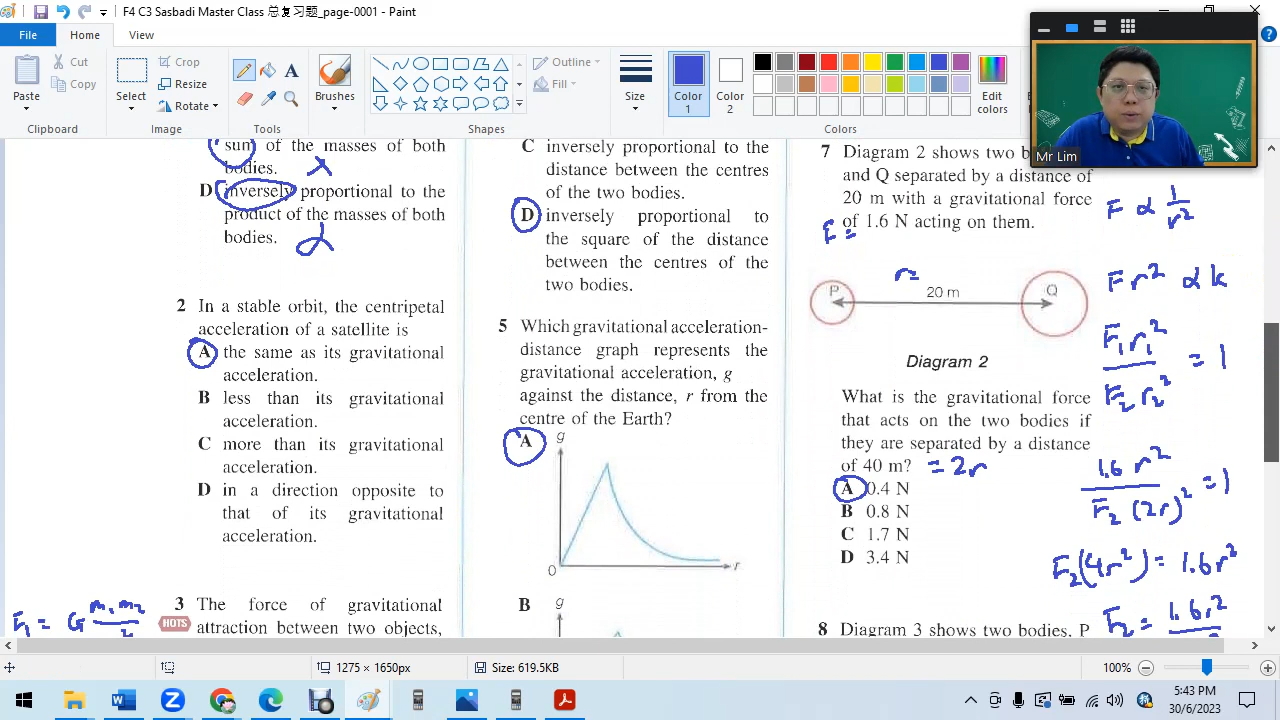 F4 C3 Sasbadi Master Class 总复习题_page-0001 - Paint
File
Home
View
Paste
Cut
Copy
Clipboard
Select
Crop
Resize
Rotate
Image
Tools
Brushes
Shapes
Outline
Fill
Size
Color 1
Color 2
Colors
Edit colors
Mr Lim
sum of the masses of both
bodies.
D inversely proportional to the
product of the masses of both
bodies.
2 In a stable orbit, the centripetal
acceleration of a satellite is
A the same as its gravitational
acceleration.
B less than its gravitational
acceleration.
C more than its gravitational
acceleration.
D in a direction opposite to
that of its gravitational
acceleration.
3 The force of gravitational
HOTS attraction between two objects,
F₁ = G m₁m₂
C inversely proportional to the
distance between the centres
of the two bodies.
D inversely proportional to
the square of the distance
between the centres of the
two bodies.
5 Which gravitational acceleration-
distance graph represents the
gravitational acceleration, g
against the distance, r from the
centre of the Earth?
A g
0 r
B g
7 Diagram 2 shows two b
and Q separated by a distance of
20 m with a gravitational force
of 1.6 N acting on them.
F =
r=
P 20 m Q
Diagram 2
What is the gravitational force
that acts on the two bodies if
they are separated by a distance
of 40 m? = 2r
A 0.4 N
B 0.8 N
C 1.7 N
D 3.4 N
8 Diagram 3 shows two bodies, P
F ∝ 1/r²
F r² ∝ k
F₁r₁² / F₂r₂² = 1
1.6 r² / F₂(2r)² = 1
F₂(4r²) = 1.6r²
F₂ = 1.6r²
1275 × 1650px
Size: 619.5KB
100%
5:43 PM
30/6/2023